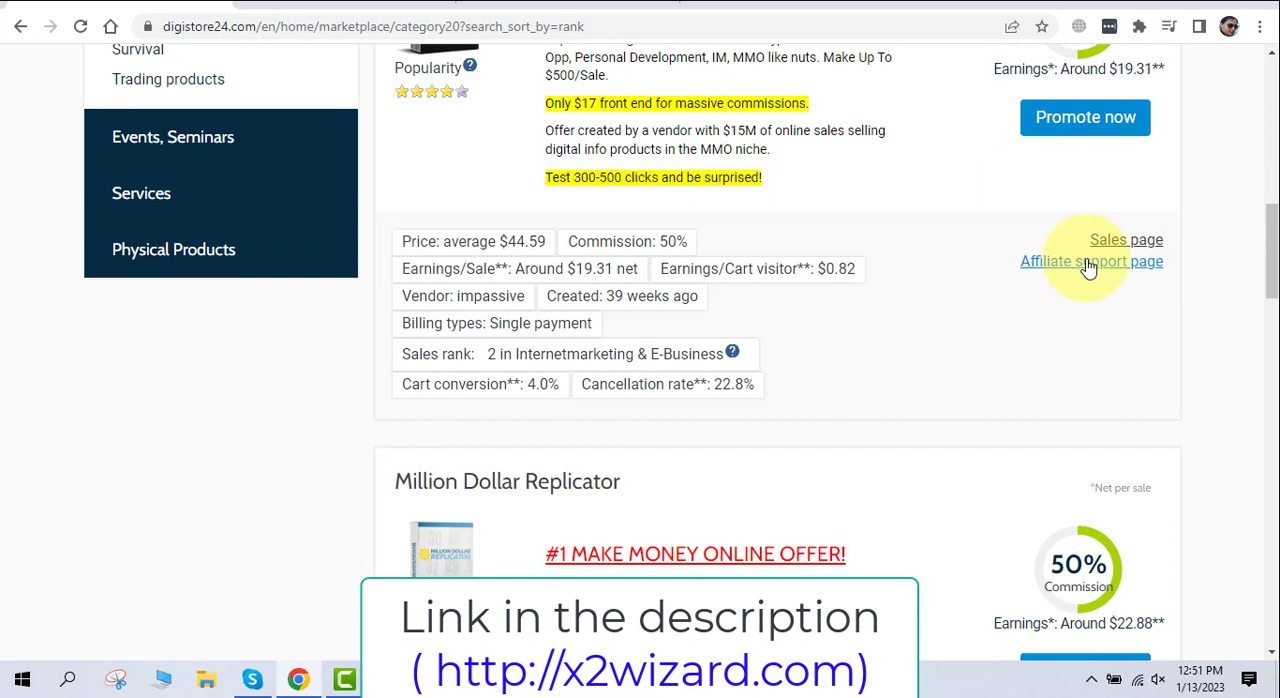 digistore24.com/en/home/marketplace/category20?search_sort_by=rank
Survival
Trading products
Events, Seminars
Services
Physical Products
Popularity
Opp, Personal Development, IM, MMO like nuts. Make Up To
$500/Sale.
Only $17 front end for massive commissions.
Offer created by a vendor with $15M of online sales selling
digital info products in the MMO niche.
Test 300-500 clicks and be surprised!
Earnings*: Around $19.31**
Promote now
Price: average $44.59 Commission: 50%
Earnings/Sale**: Around $19.31 net Earnings/Cart visitor**: $0.82
Vendor: impassive Created: 39 weeks ago
Billing types: Single payment
Sales rank: 2 in Internetmarketing & E-Business
Cart conversion**: 4.0% Cancellation rate**: 22.8%
Sales page
Affiliate support page
Million Dollar Replicator
*Net per sale
MILLION DOLLAR
REPLICATOR
#1 MAKE MONEY ONLINE OFFER!
50%
Commission
Earnings*: Around $22.88**
Link in the description
( http://x2wizard.com)
12:51 PM
1/13/2023